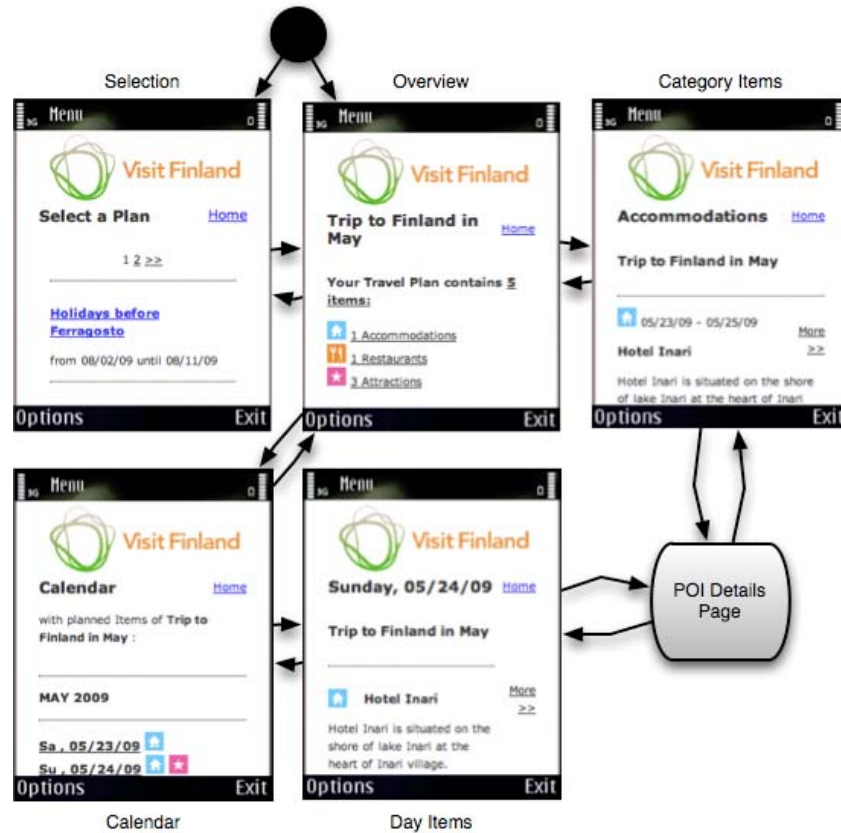 Selection
Menu
3G
Visit Finland
Select a Plan
Home
1 2 >>
Holidays before
Ferragosto
from 08/02/09 until 08/11/09
Options
Exit
Overview
Menu
3G
Visit Finland
Trip to Finland in
May
Home
Your Travel Plan contains 5
items:
1 Accommodations
1 Restaurants
3 Attractions
Options
Exit
Category Items
Menu
3G
Visit Finland
Accommodations
Home
Trip to Finland in May
05/23/09 - 05/25/09
More
>>
Hotel Inari
Hotel Inari is situated on the shore
of lake Inari at the heart of Inari
Options
Exit
Menu
3G
Visit Finland
Calendar
Home
with planned Items of Trip to
Finland in May :
MAY 2009
Sa , 05/23/09
Su , 05/24/09
Options
Exit
Calendar
Menu
3G
Visit Finland
Sunday, 05/24/09
Home
Trip to Finland in May
Hotel Inari
More
>>
Hotel Inari is situated on the
shore of lake Inari at the
heart of Inari village.
Options
Exit
Day Items
POI Details
Page